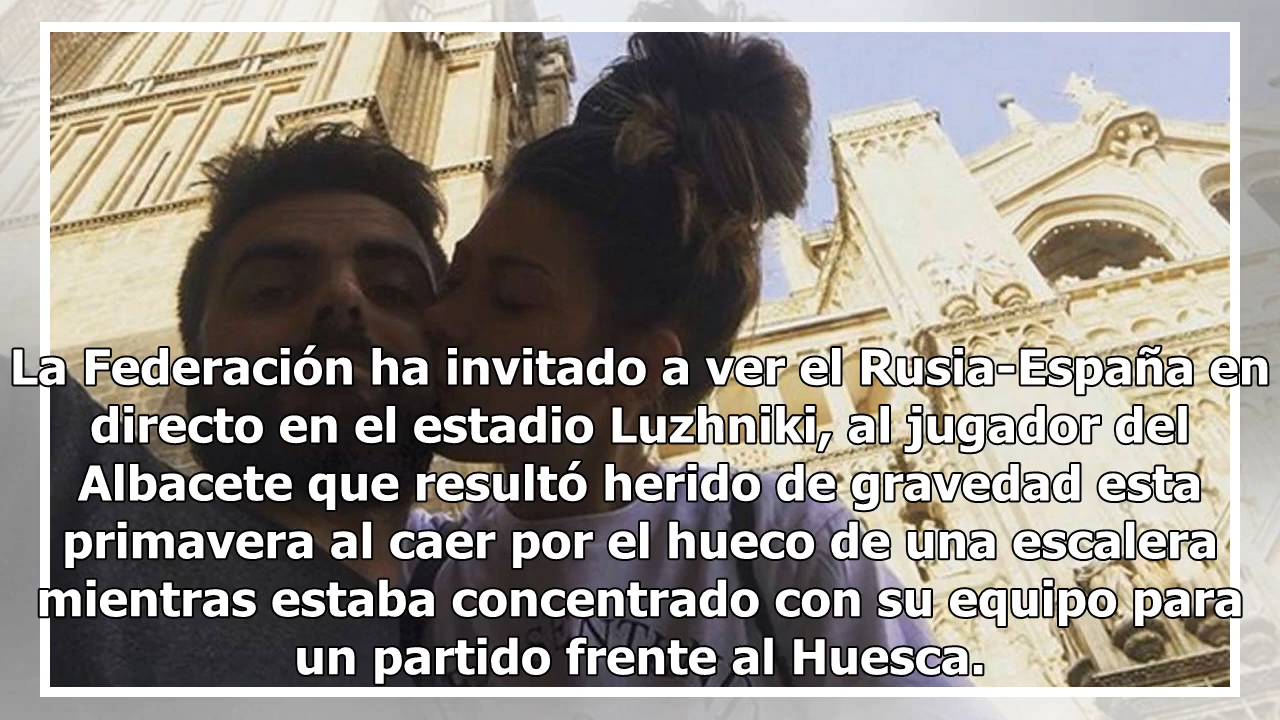 La Federación ha invitado a ver el Rusia-España en
directo en el estadio Luzhniki, al jugador del
Albacete que resultó herido de gravedad esta
primavera al caer por el hueco de una escalera
mientras estaba concentrado con su equipo para
un partido frente al Huesca.